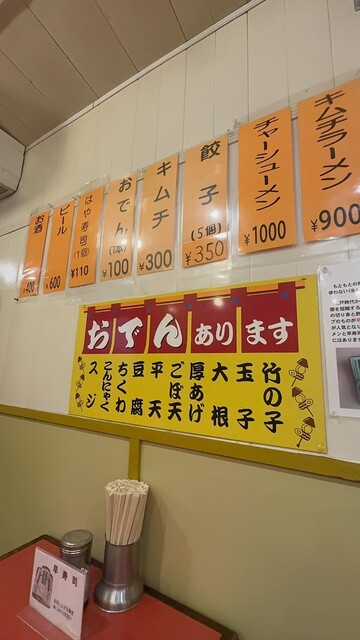 キムチラーメン
¥900
チャーシューメン
¥1000
餃子
(5個)
¥350
キムチ
¥300
おでん
(1本)
¥100
はや寿司
(1個)
¥110
ビール
¥600
お酒
¥400
おでんあります
竹の子
玉子
大根
厚あげ
ごぼ天
平天
豆腐
ちくわ
こんにゃく
スジ
早寿司